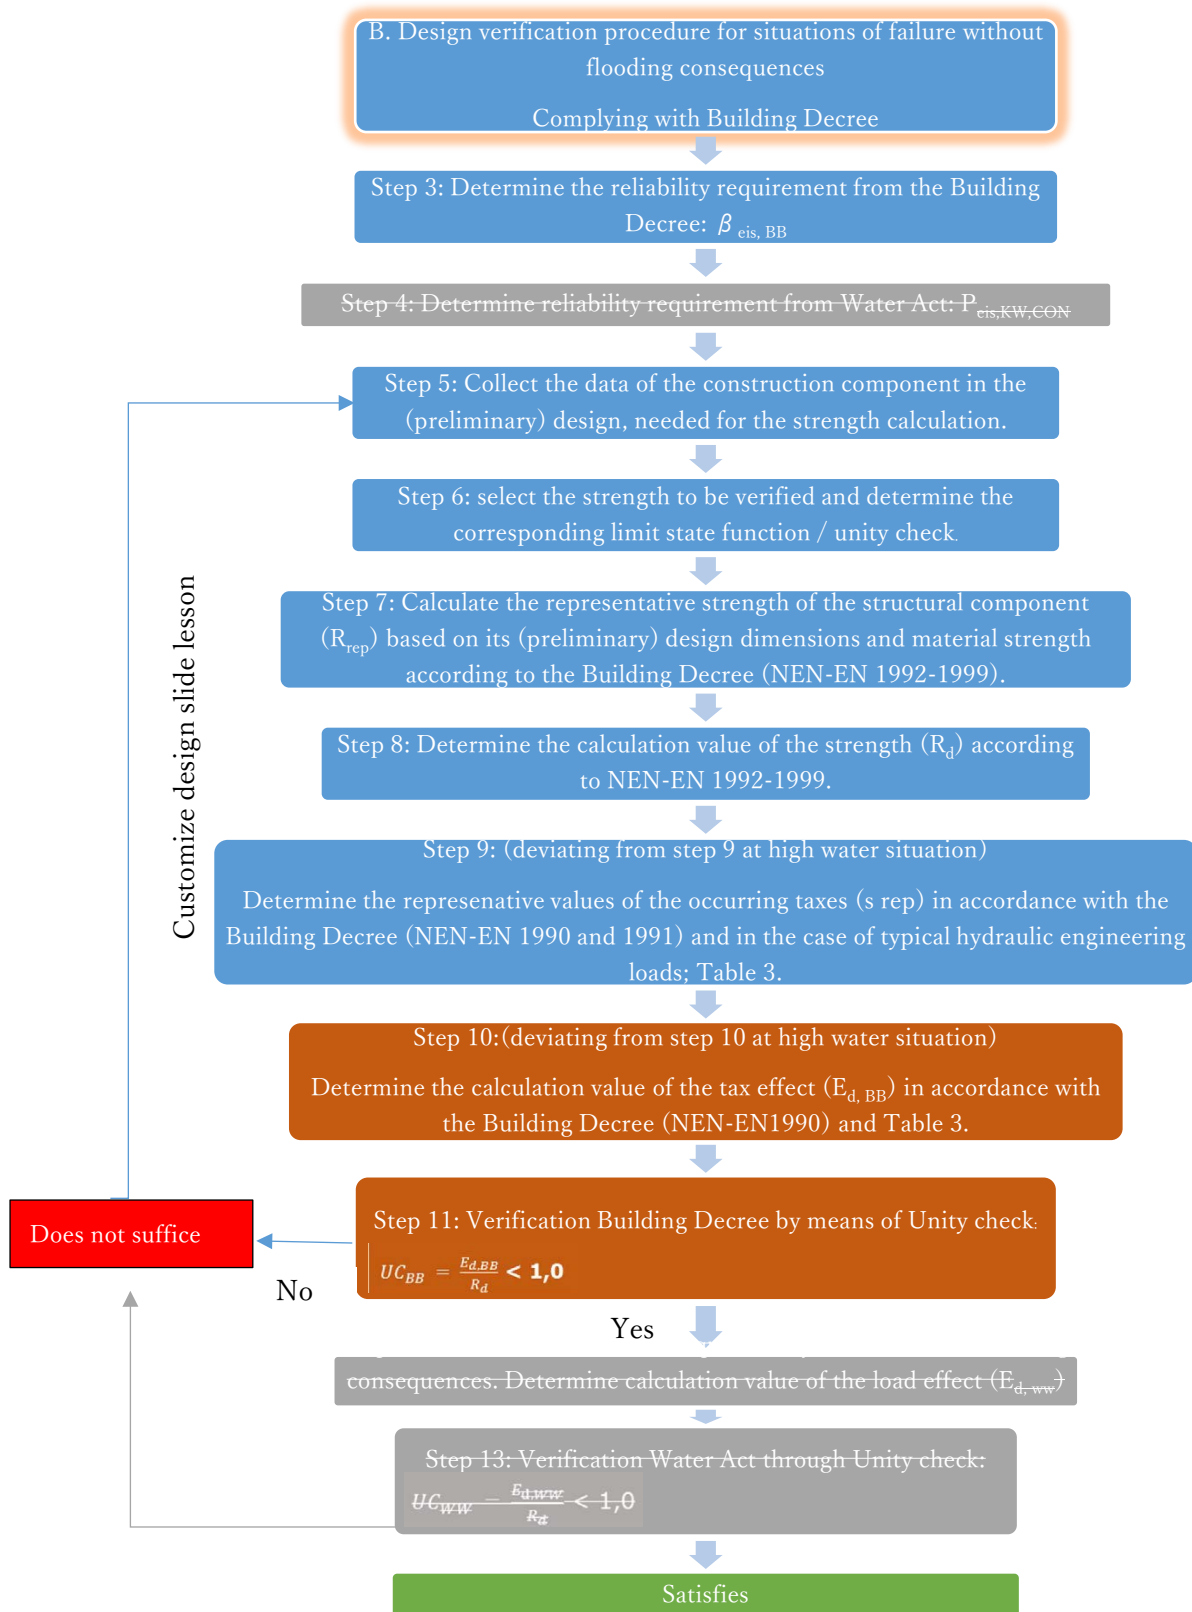 B. Design verification procedure for situations of failure without
flooding consequences
Complying with Building Decree
Step 3: Determine the reliability requirement from the Building
Decree: β eis, BB
Step 4: Determine reliability requirement from Water Act: Peis,KW,CON
Step 5: Collect the data of the construction component in the
(preliminary) design, needed for the strength calculation.
Step 6: select the strength to be verified and determine the
corresponding limit state function / unity check.
Step 7: Calculate the representative strength of the structural component
(Rrep) based on its (preliminary) design dimensions and material strength
according to the Building Decree (NEN-EN 1992-1999).
Step 8: Determine the calculation value of the strength (Rd) according
to NEN-EN 1992-1999.
Step 9: (deviating from step 9 at high water situation)
Determine the represenative values of the occurring taxes (s rep) in accordance with the
Building Decree (NEN-EN 1990 and 1991) and in the case of typical hydraulic engineering
loads; Table 3.
Step 10:(deviating from step 10 at high water situation)
Determine the calculation value of the tax effect (Ed, BB) in accordance with
the Building Decree (NEN-EN1990) and Table 3.
Step 11: Verification Building Decree by means of Unity check:
UCBB = Ed,BB/Rd < 1,0
Does not suffice
No
Yes
Customize design slide lesson
consequences. Determine calculation value of the load effect (Ed, ww)
Step 13: Verification Water Act through Unity check:
UCWW = Ed,WW/Rd < 1,0
Satisfies